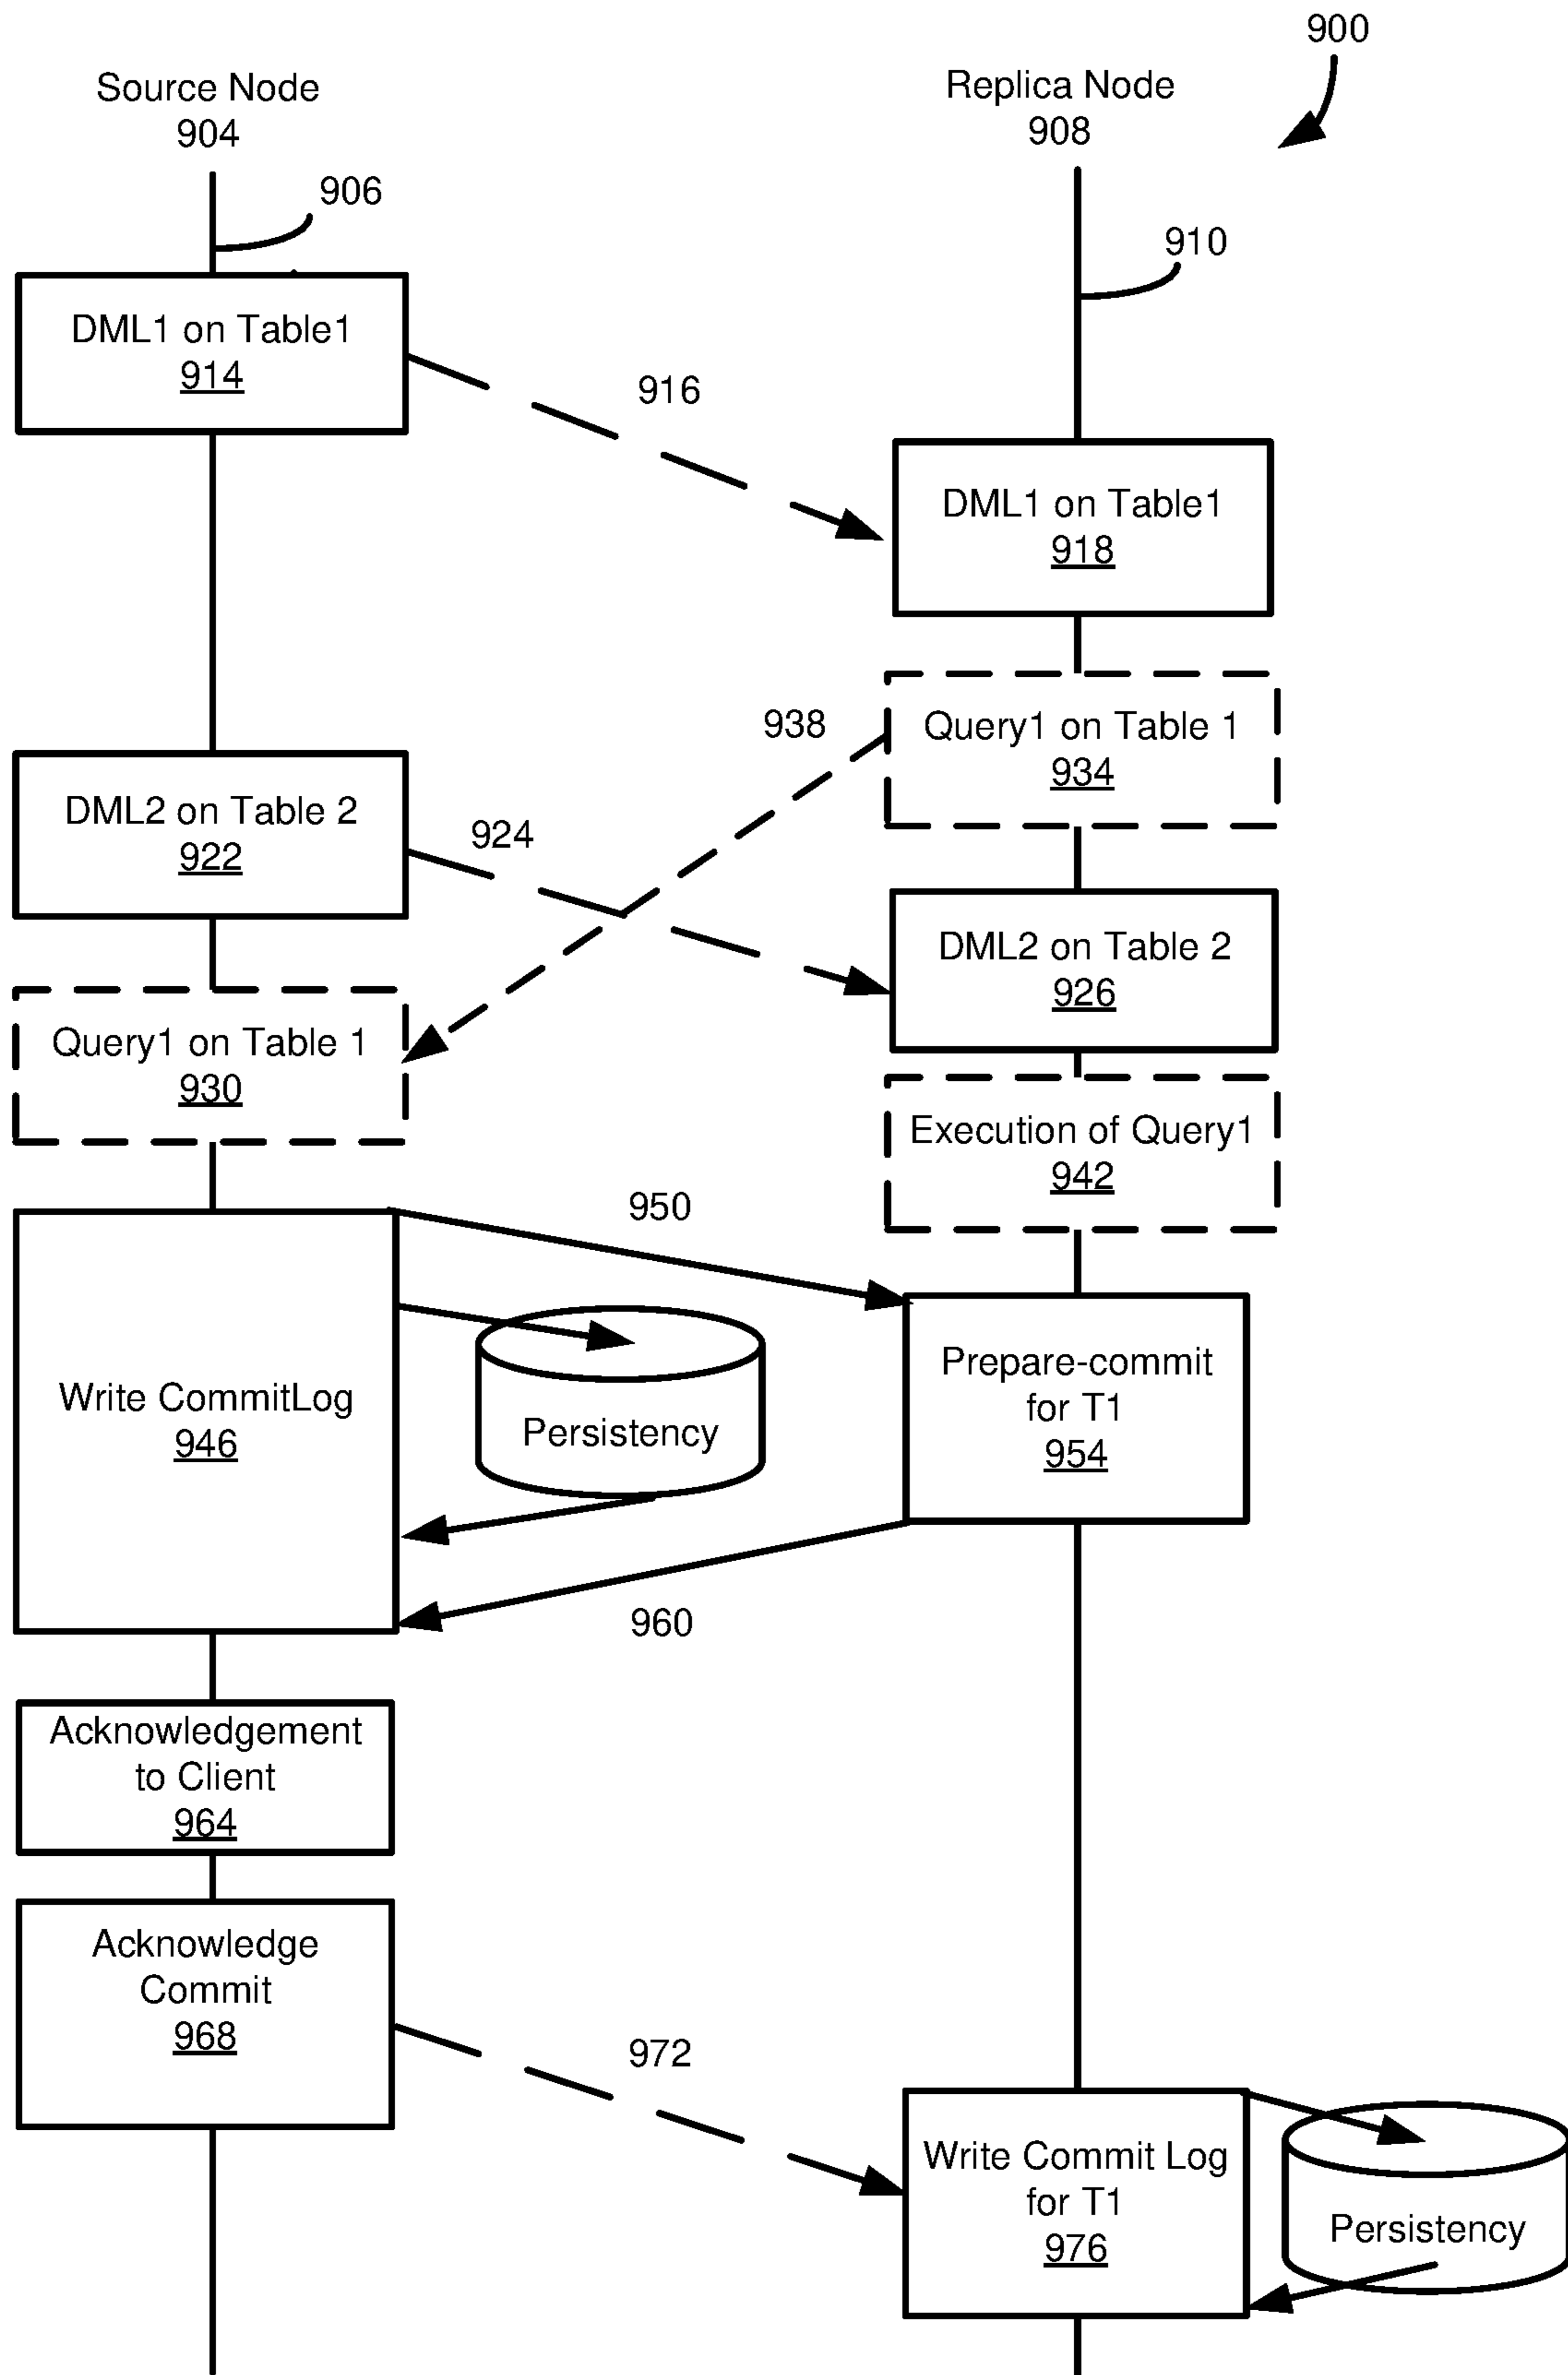 900
Source Node
904
Replica Node
908
906
910
DML1 on Table1
914
916
DML1 on Table1
918
938
Query1 on Table 1
934
DML2 on Table 2
922
924
DML2 on Table 2
926
Query1 on Table 1
930
Execution of Query1
942
950
Write CommitLog
946
Persistency
Prepare-commit
for T1
954
960
Acknowledgement
to Client
964
Acknowledge
Commit
968
972
Write Commit Log
for T1
976
Persistency